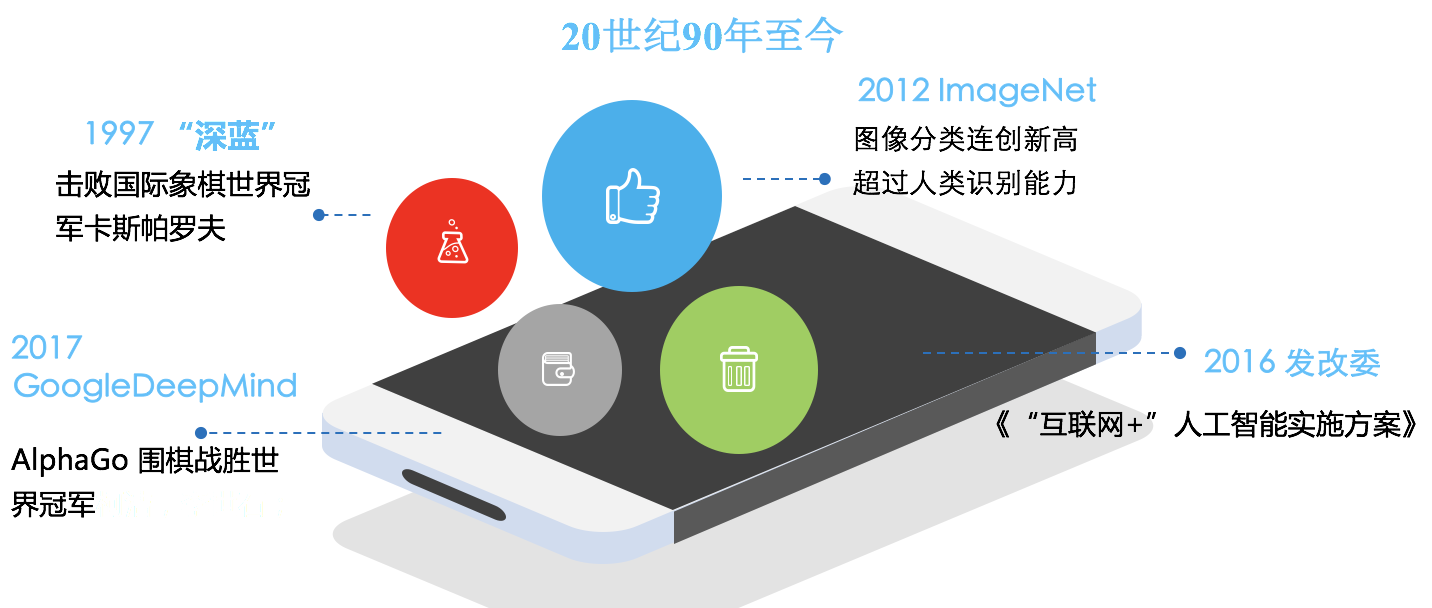 20世纪90年至今
1997 “深蓝”
击败国际象棋世界冠
军卡斯帕罗夫
2012 ImageNet
图像分类连创新高
超过人类识别能力
2017
GoogleDeepMind
AlphaGo 围棋战胜世
界冠军
2016 发改委
《“互联网+”人工智能实施方案》